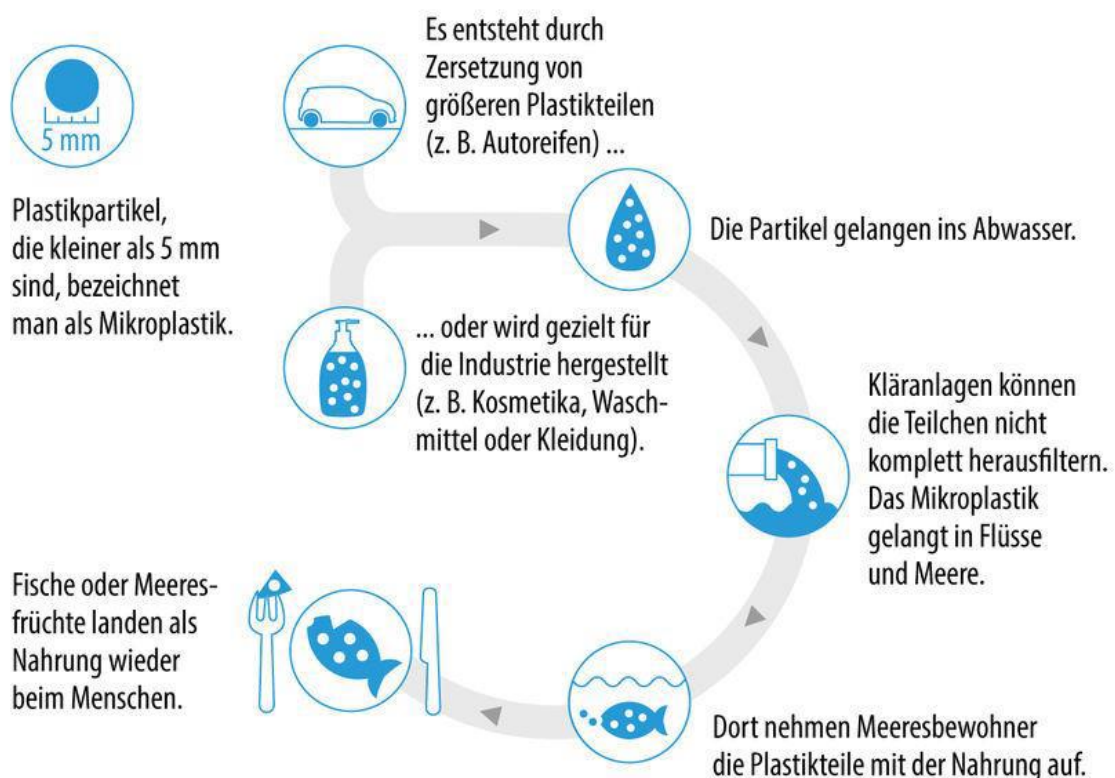 5 mm
Plastikpartikel,
die kleiner als 5 mm
sind, bezeichnet
man als Mikroplastik.
Es entsteht durch
Zersetzung von
größeren Plastikteilen
(z. B. Autoreifen) ...
... oder wird gezielt für
die Industrie hergestellt
(z. B. Kosmetika, Wasch-
mittel oder Kleidung).
Die Partikel gelangen ins Abwasser.
Kläranlagen können
die Teilchen nicht
komplett herausfiltern.
Das Mikroplastik
gelangt in Flüsse
und Meere.
Dort nehmen Meeresbewohner
die Plastikteile mit der Nahrung auf.
Fische oder Meeres-
früchte landen als
Nahrung wieder
beim Menschen.